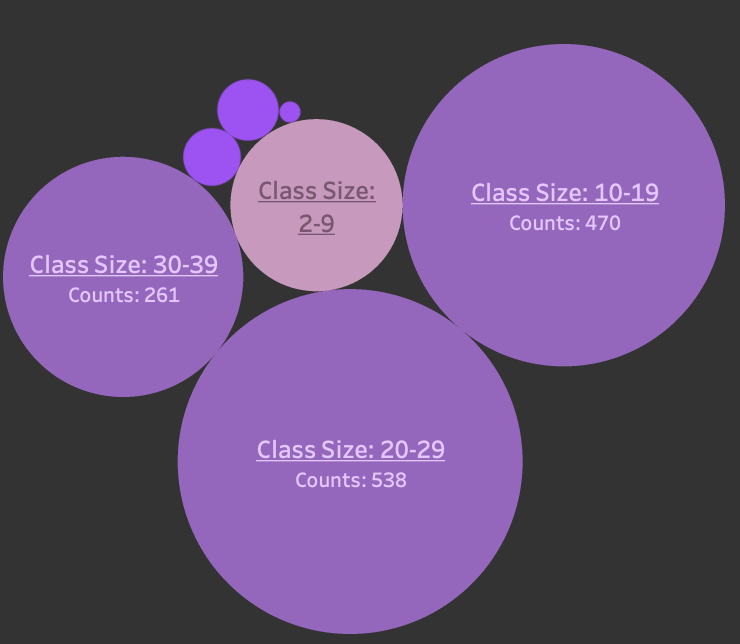 Class Size:
2-9
Class Size: 10-19
Counts: 470
Class Size: 30-39
Counts: 261
Class Size: 20-29
Counts: 538